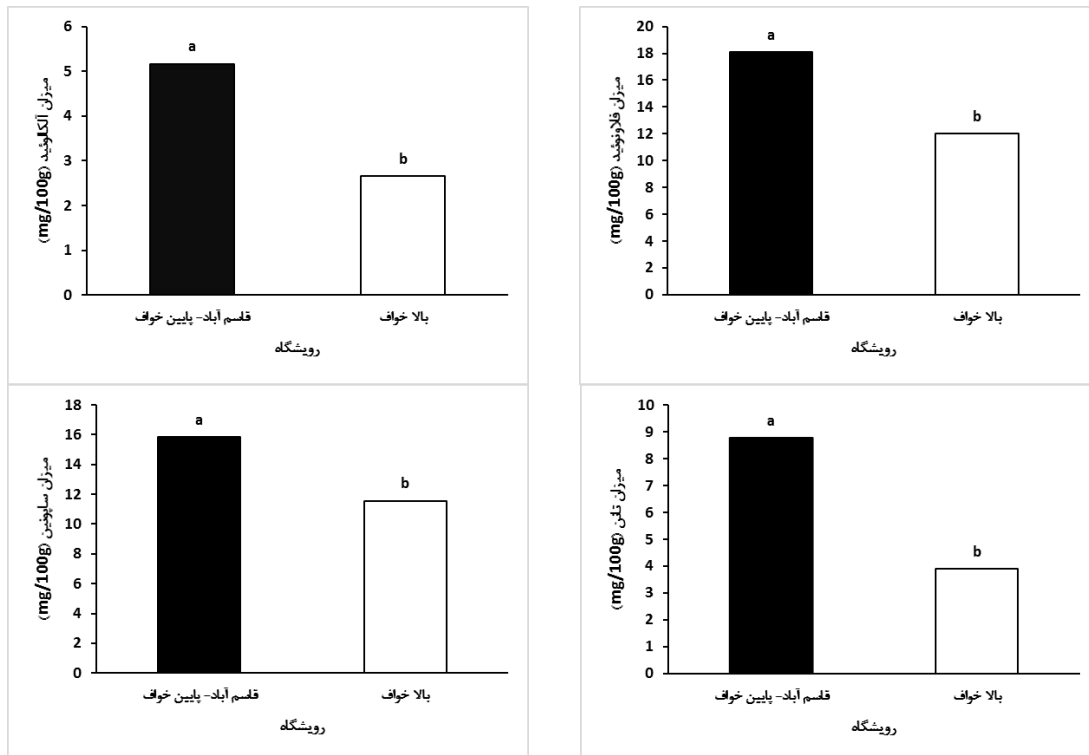 میزان آلکالوئید (mg/100g)
6
5
4
3
2
1
0
a
b
قاسم آباد- پایین خواف
بالا خواف
رویشگاه
میزان فلاونوئید (mg/100g)
20
18
16
14
12
10
8
6
4
2
0
a
b
قاسم آباد- پایین خواف
بالا خواف
رویشگاه
میزان ساپونین (mg/100g)
18
16
14
12
10
8
6
4
2
0
a
b
قاسم آباد- پایین خواف
بالا خواف
رویشگاه
میزان تانن (mg/100g)
10
9
8
7
6
5
4
3
2
1
0
a
b
قاسم آباد- پایین خواف
بالا خواف
رویشگاه